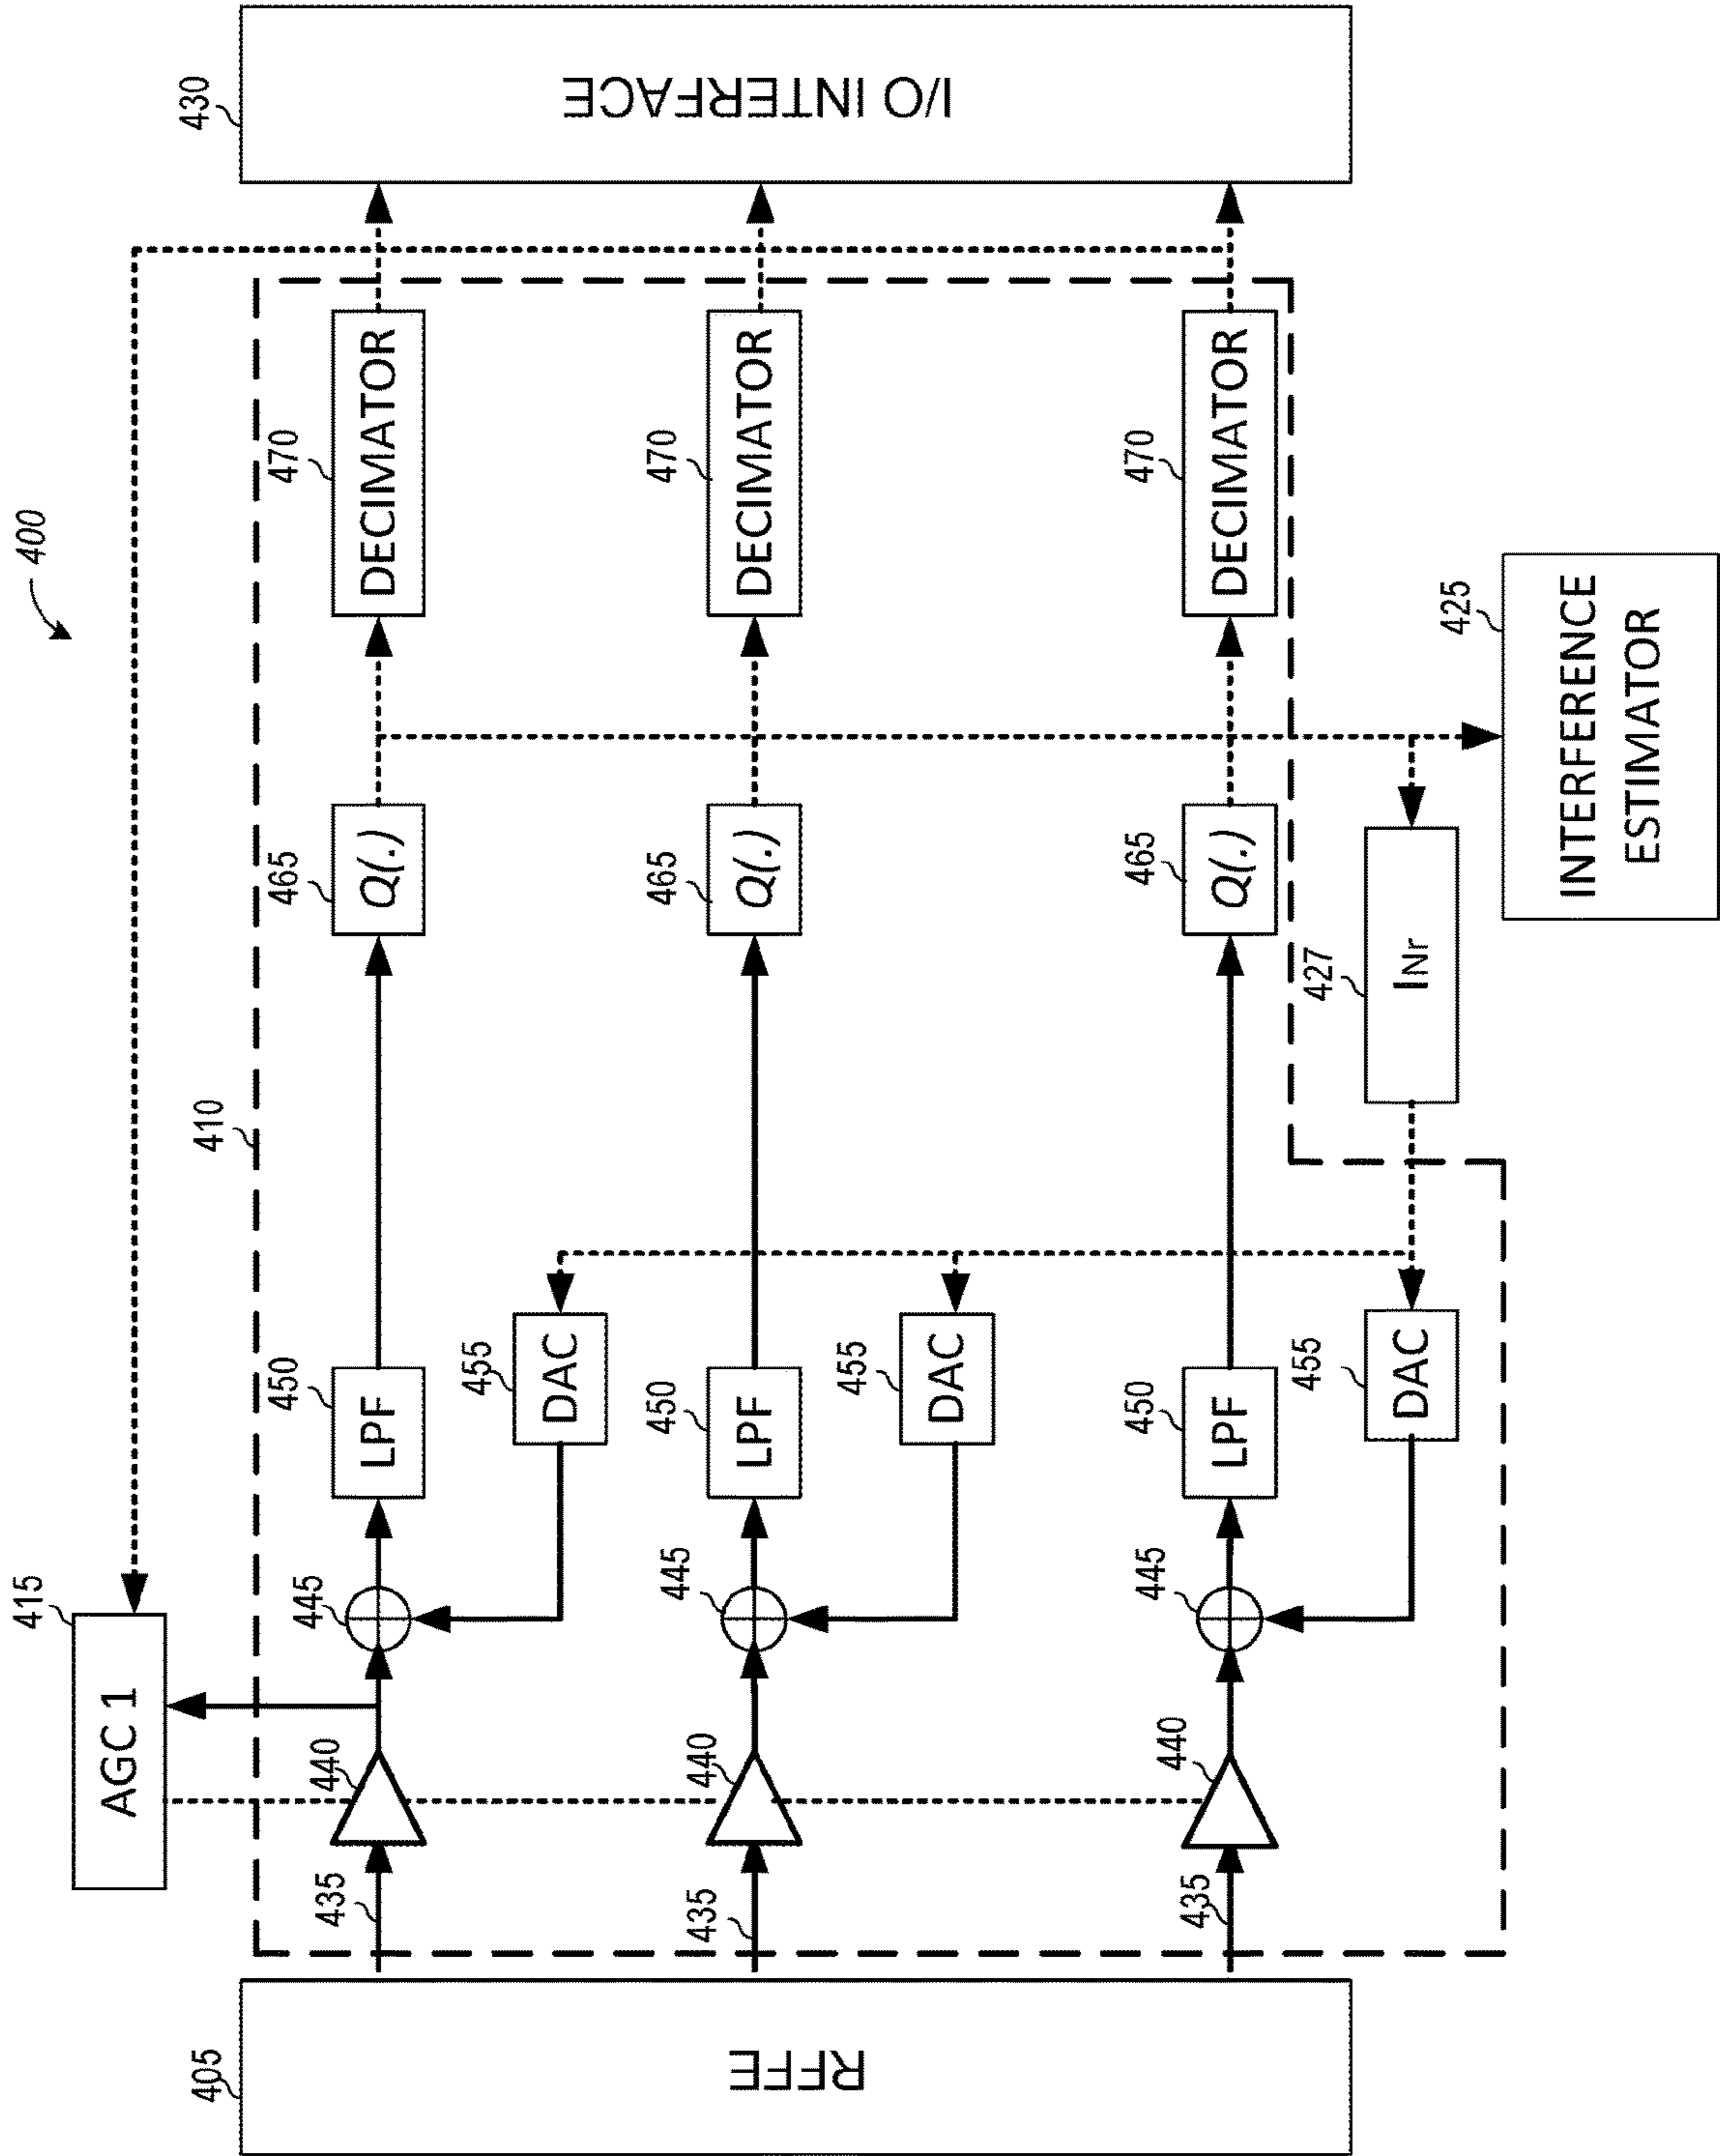 400
415
AGC 1
410
430
I/O INTERFACE
405
RFFE
435
440
445
450
LPF
465
Q(.)
470
DECIMATOR
455
DAC
435
440
445
450
LPF
465
Q(.)
470
DECIMATOR
455
DAC
435
440
445
450
LPF
465
Q(.)
470
DECIMATOR
455
DAC
427
INr
425
INTERFERENCE
ESTIMATOR